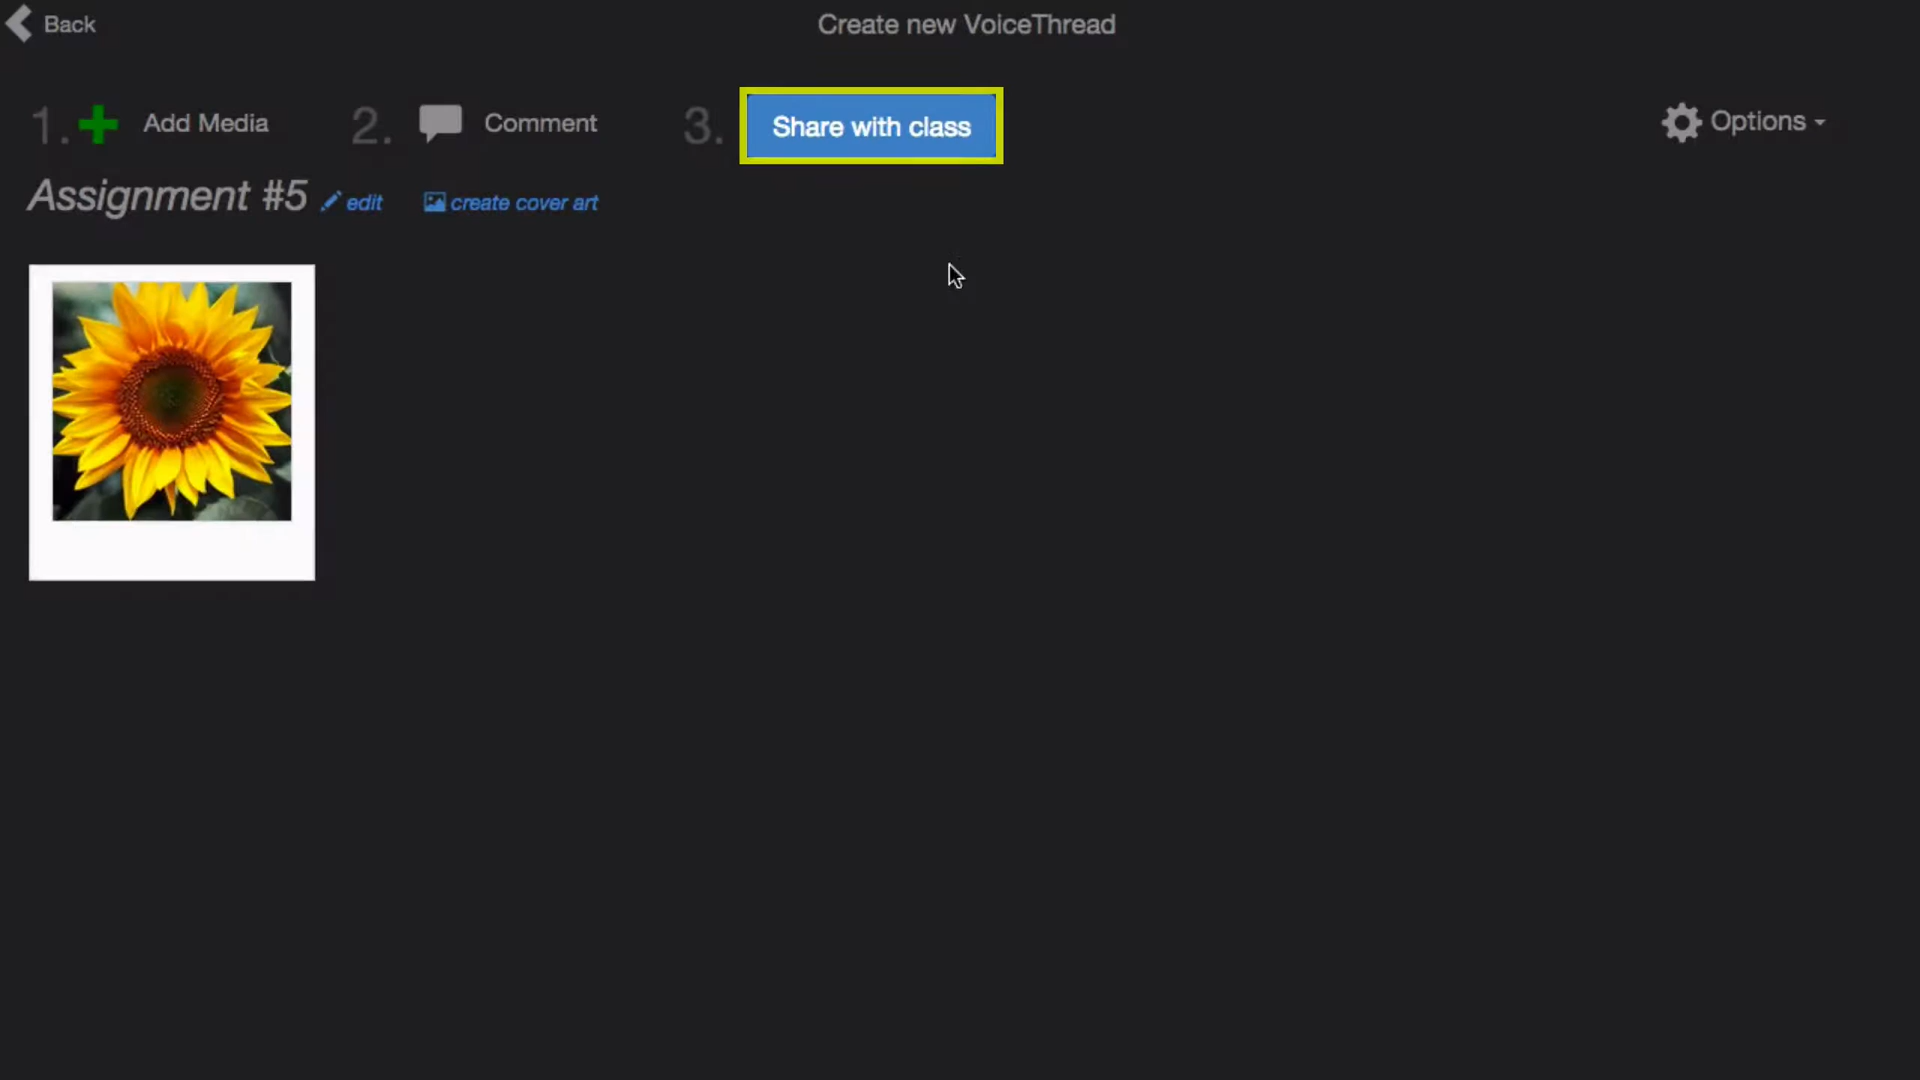 Back
Create new VoiceThread
1. Add Media
2. Comment
3. Share with class
Options
Assignment #5 edit create cover art